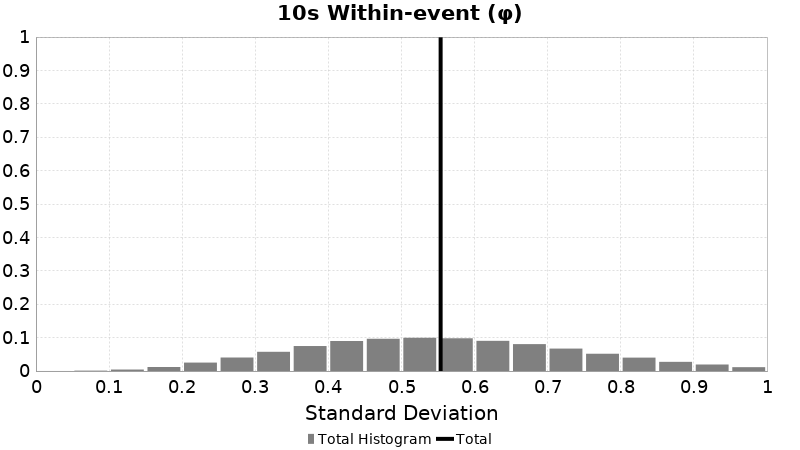 10s Within-event (φ)
1
0.9
0.8
0.7
0.6
0.5
0.4
0.3
0.2
0.1
0
0 0.1 0.2 0.3 0.4 0.5 0.6 0.7 0.8 0.9 1
Standard Deviation
Total Histogram Total